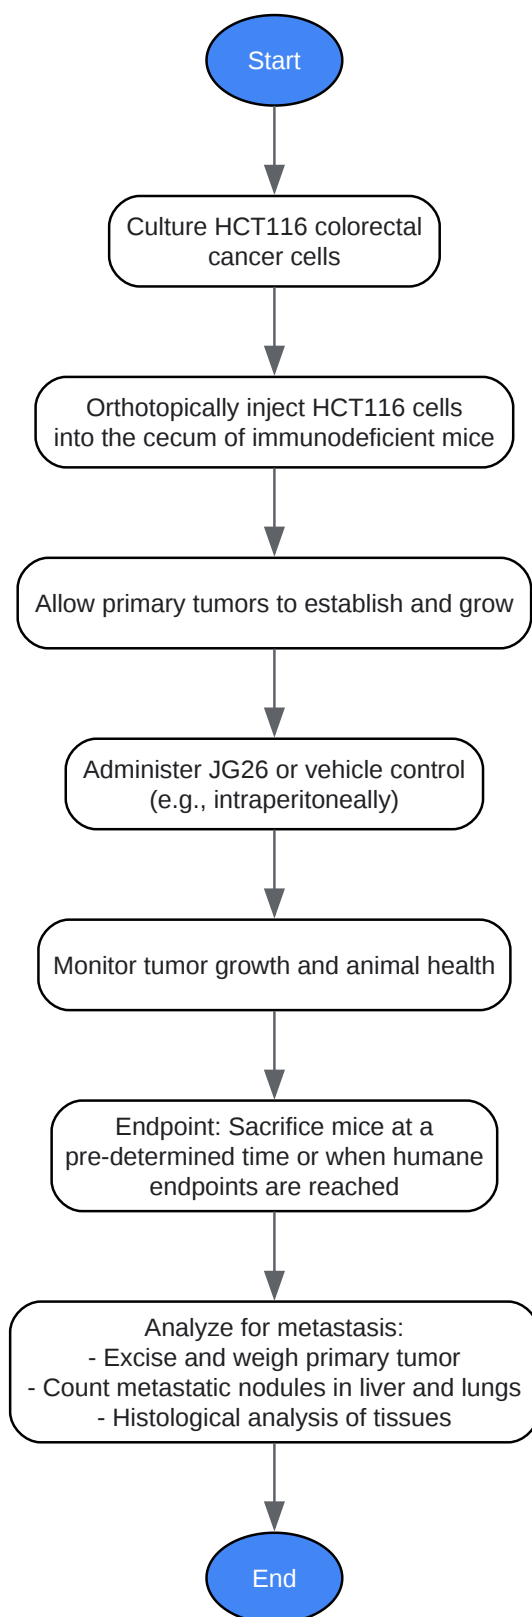 Start
Culture HCT116 colorectal
cancer cells
Orthotopically inject HCT116 cells
into the cecum of immunodeficient mice
Allow primary tumors to establish and grow
Administer JG26 or vehicle control
(e.g., intraperitoneally)
Monitor tumor growth and animal health
Endpoint: Sacrifice mice at a
pre-determined time or when humane
endpoints are reached
Analyze for metastasis:
- Excise and weigh primary tumor
- Count metastatic nodules in liver and lungs
- Histological analysis of tissues
End